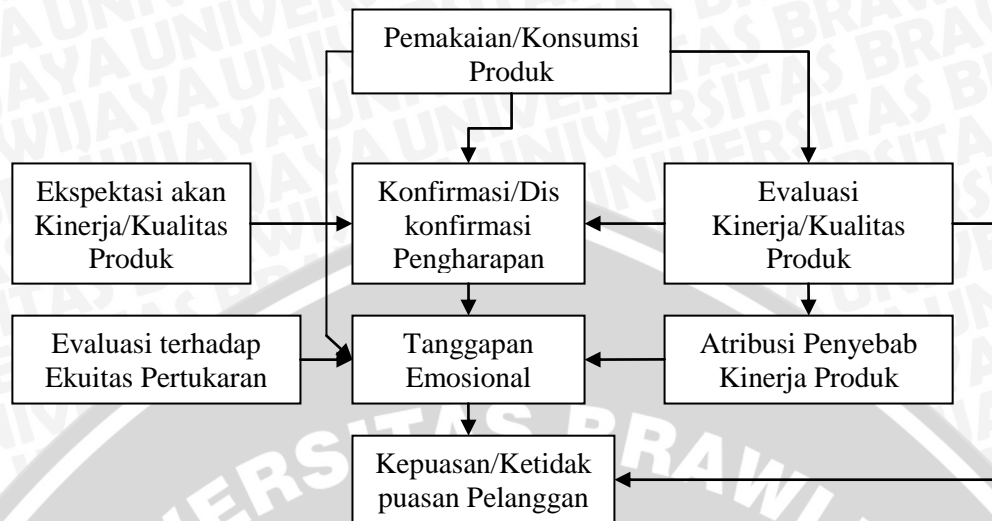 Pemakaian/Konsumsi
Produk
Ekspektasi akan
Kinerja/Kualitas
Produk
Konfirmasi/Dis
konfirmasi
Pengharapan
Evaluasi
Kinerja/Kualitas
Produk
Evaluasi terhadap
Ekuitas Pertukaran
Tanggapan
Emosional
Atribusi Penyebab
Kinerja Produk
Kepuasan/Ketidak
puasan Pelanggan